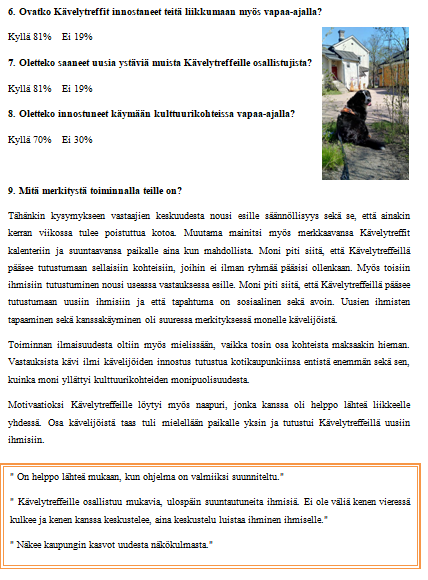 6. Ovatko Kävelytreffit innostaneet teitä liikkumaan myös vapaa-ajalla?
Kyllä 81% Ei 19%
7. Oletteko saaneet uusia ystäviä muista Kävelytreffeille osallistujista?
Kyllä 81% Ei 19%
8. Oletteko innostuneet käymään kulttuurikohteissa vapaa-ajalla?
Kyllä 70% Ei 30%
9. Mitä merkitystä toiminnalla teille on?
Tähänkin kysymykseen vastaajien keskuudesta nousi esille säännöllisyys sekä se, että ainakin
kerran viikossa tulee poistuttua kotoa. Muutama mainitsi myös merkkaavansa Kävelytreffit
kalenteriin ja suuntaavansa paikalle aina kun mahdollista. Moni piti siitä, että Kävelytreffeillä
pääsee tutustumaan sellaisiin kohteisiin, joihin ei ilman ryhmää pääsisi ollenkaan. Myös toisiin
ihmisiin tutustuminen nousi useassa vastauksessa esille. Moni piti siitä, että Kävelytreffeillä pääsee
tutustumaan uusiin ihmisiin ja että tapahtuma on sosiaalinen sekä avoin. Uusien ihmisten
tapaaminen sekä kanssakäyminen oli suuressa merkityksessä monelle kävelijöistä.
Toiminnan ilmaisuudesta oltiin myös mielissään, vaikka tosin osa kohteista maksaakin hieman.
Vastauksista kävi ilmi kävelijöiden innostus tutustua kotikaupunkiinsa entistä enemmän sekä sen,
kuinka moni yllättyi kulttuurikohteiden monipuolisuudesta.
Motivaatioksi Kävelytreffeille löytyi myös naapuri, jonka kanssa oli helppo lähteä liikkeelle
yhdessä. Osa kävelijöistä taas tuli mielellään paikalle yksin ja tutustui Kävelytreffeillä uusiin
ihmisiin.
" On helppo lähteä mukaan, kun ohjelma on valmiiksi suunniteltu."
" Kävelytreffeille osallistuu mukavia, ulospäin suuntautuneita ihmisiä. Ei ole väliä kenen vieressä
kulkee ja kenen kanssa keskustelee, aina keskustelu luistaa ihminen ihmiselle."
" Näkee kaupungin kasvot uudesta näkökulmasta."